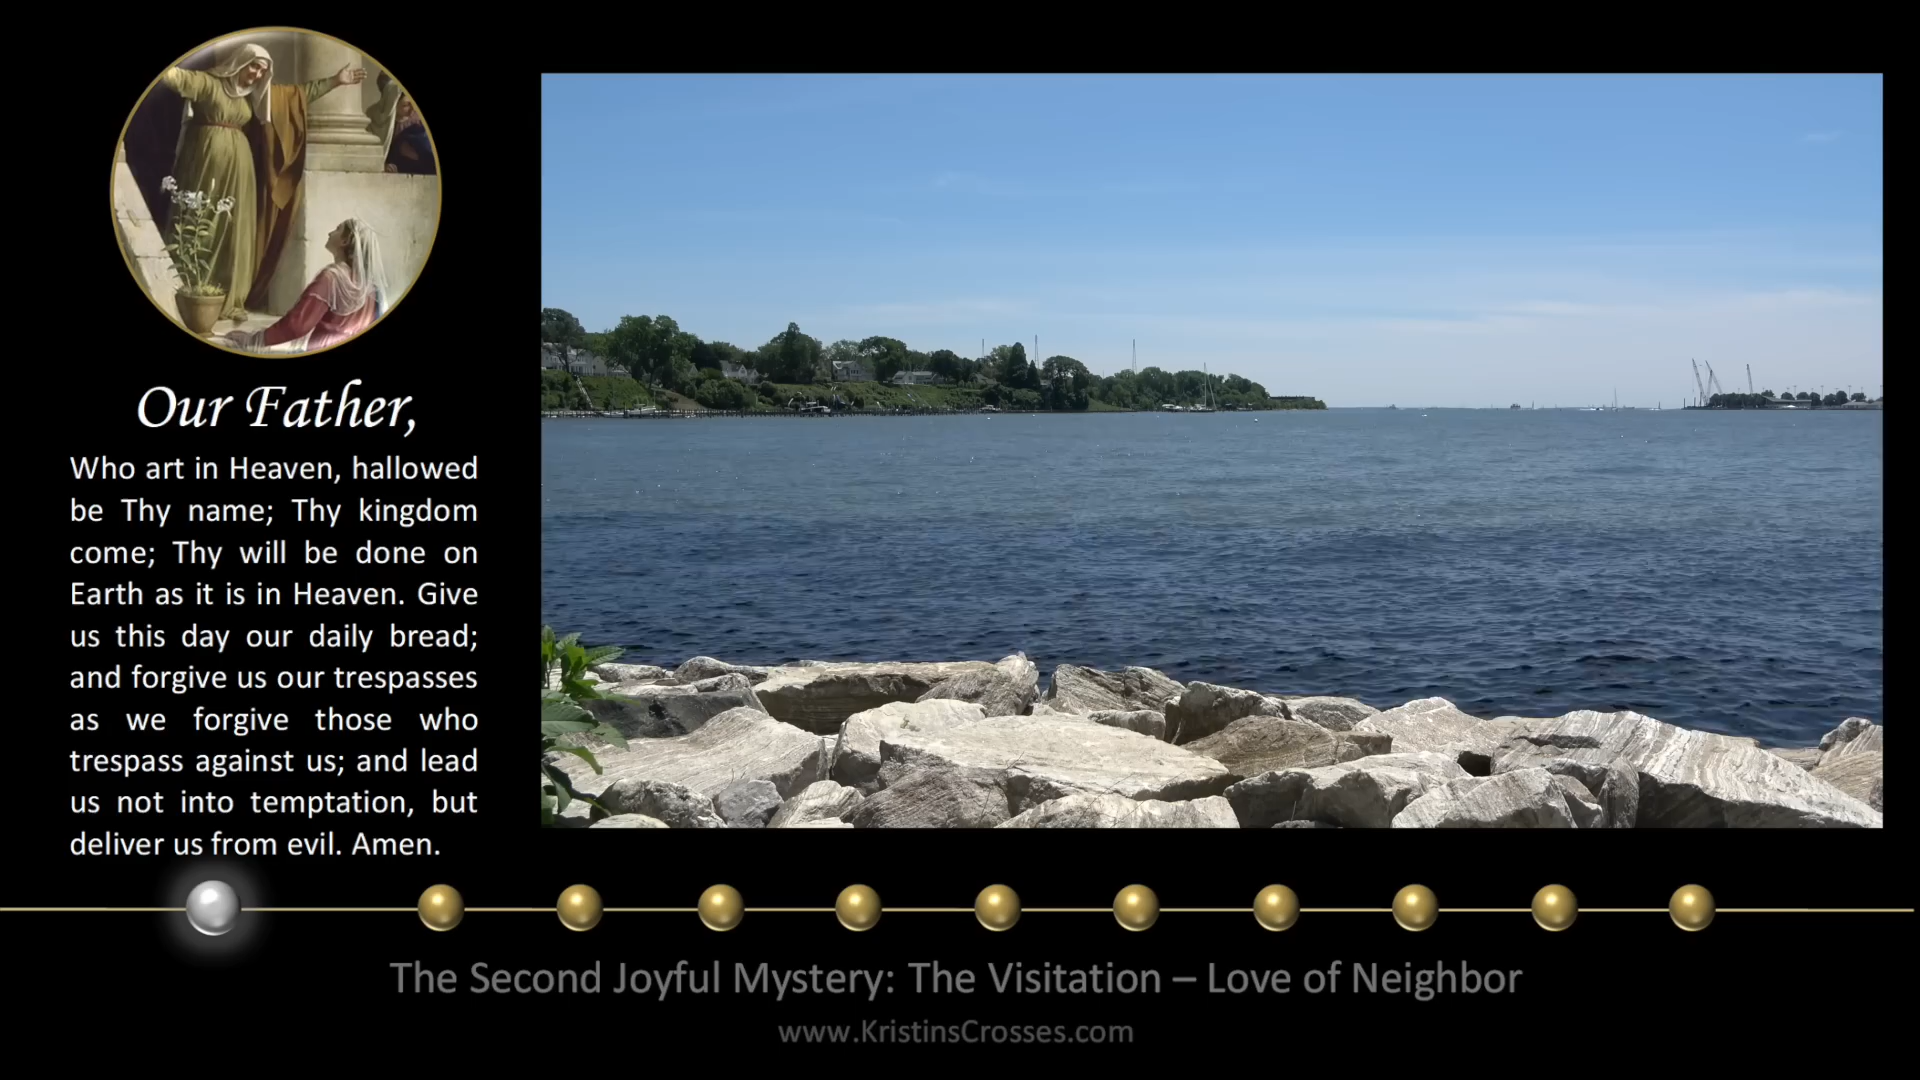 Our Father,
Who art in Heaven, hallowed
be Thy name; Thy kingdom
come; Thy will be done on
Earth as it is in Heaven. Give
us this day our daily bread;
and forgive us our trespasses
as we forgive those who
trespass against us; and lead
us not into temptation, but
deliver us from evil. Amen.
The Second Joyful Mystery: The Visitation – Love of Neighbor
www.KristinsCrosses.com